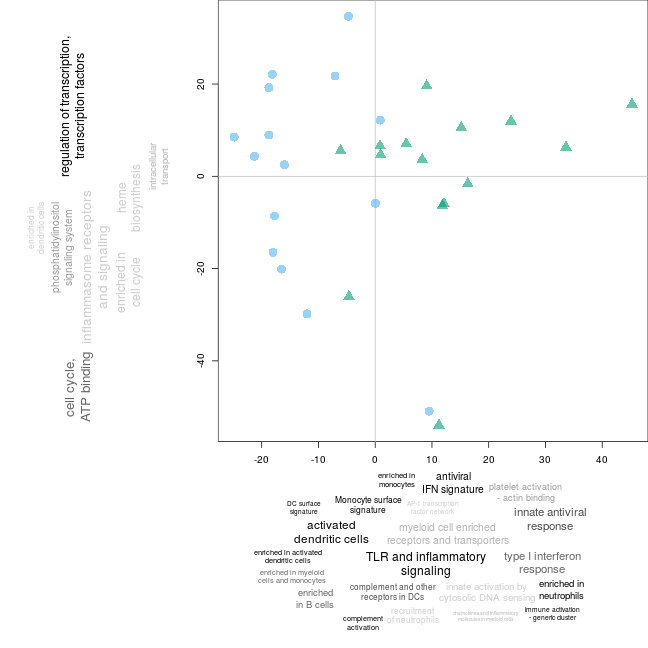 regulation of transcription,
transcription factors
intracellular
transport
heme
biosynthesis
enriched in
dendritic cells
phosphatidylinositol
signaling system
inflammasome receptors
and signaling
enriched in
cell cycle
cell cycle,
ATP binding
20
0
-20
-40
-20
-10
0
10
20
30
40
enriched in
monocytes
antiviral
IFN signature
platelet activation
- actin binding
DC surface
signature
Monocyte surface
signature
AP-1 transcription
factor network
innate antiviral
response
activated
dendritic cells
myeloid cell enriched
receptors and transporters
enriched in activated
dendritic cells
TLR and inflammatory
signaling
type I interferon
response
enriched in myeloid
cells and monocytes
enriched
in B cells
complement and other
receptors in DCs
innate activation by
cytosolic DNA sensing
enriched in
neutrophils
complement
activation
recruitment
of neutrophils
chemokines and inflammatory
molecules in myeloid cells
immune activation
- generic cluster